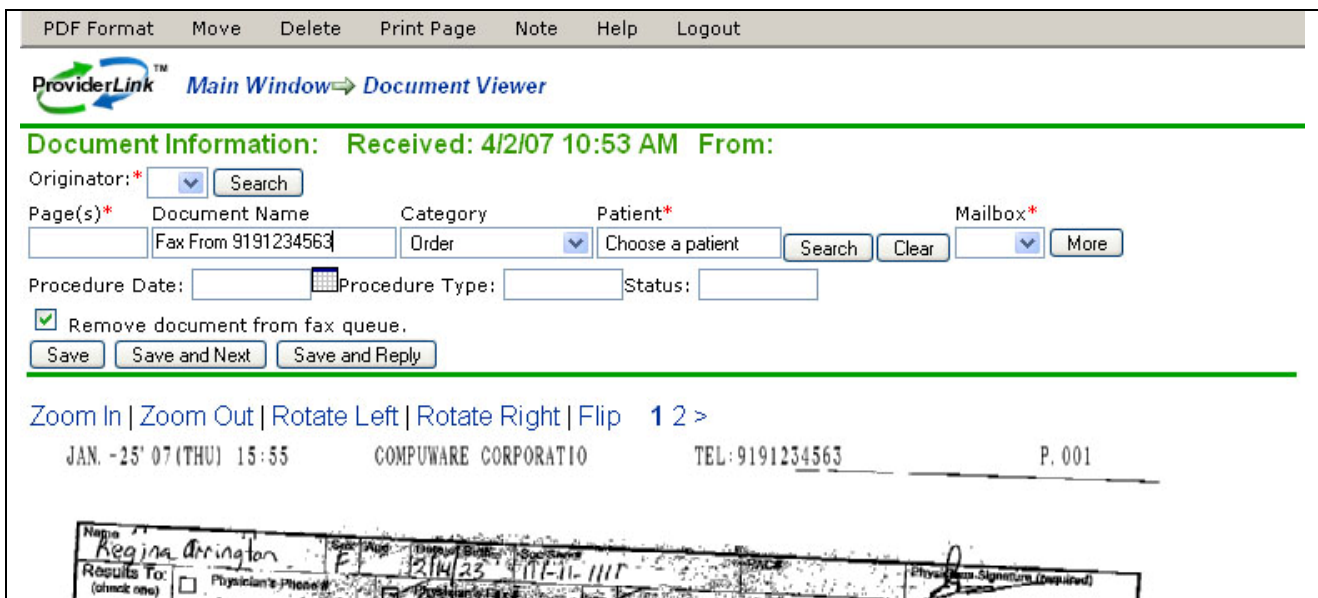 PDF Format Move Delete Print Page Note Help Logout
ProviderLink™ Main Window⇒ Document Viewer
Document Information: Received: 4/2/07 10:53 AM From:
Originator:* Search
Page(s)* Document Name Category Patient* Mailbox*
Fax From 9191234563 Order Choose a patient Search Clear More
Procedure Date: Procedure Type: Status:
Remove document from fax queue.
Save Save and Next Save and Reply
Zoom In | Zoom Out | Rotate Left | Rotate Right | Flip 1 2 >
JAN. -25' 07(THU) 15:55 COMPUWARE CORPORATIO TEL:9191234563 P. 001
Name Sex Age Date of Birth Soc Sec# PAC# Physician Signature (required)
Regina Arrington F 2/14/23 111-11-1111
Results To: Physician's Phone # Physician's Fax #
(check one)